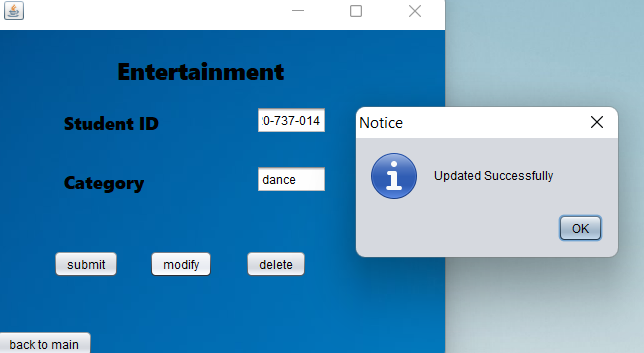 Entertainment
Student ID
0-737-014
Category
dance
submit modify delete
back to main
Notice
Updated Successfully
OK